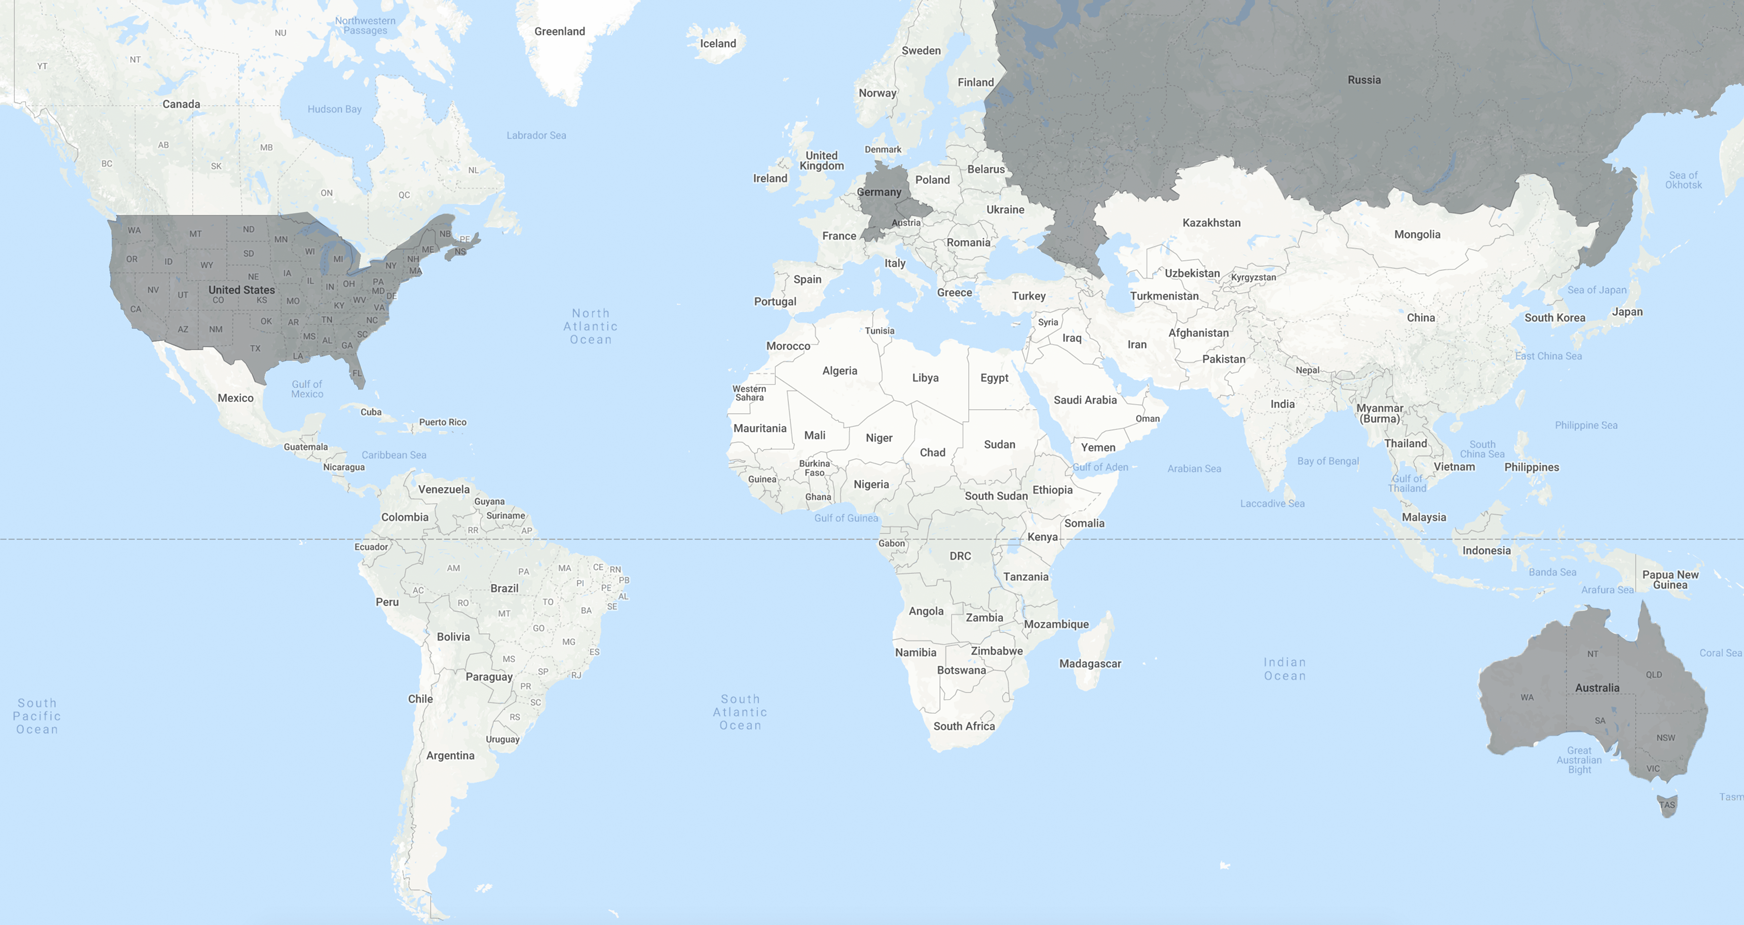 Greenland
Iceland
Northwestern
Passages
NU
YT
NT
Canada
Hudson Bay
Labrador Sea
AB
MB
BC
SK
ON
QC
NL
NB
PE
NS
WA
MT
ND
MN
OR
ID
WY
SD
WI
MI
NY
ME
NH
MA
NE
IA
IL
IN
OH
PA
MD
DE
NV
UT
United States
CO
KS
MO
KY
WV
VA
CA
AZ
NM
OK
AR
TN
NC
SC
MS
AL
GA
TX
LA
FL
Gulf of
Mexico
Mexico
Cuba
Puerto Rico
Guatemala
Caribbean Sea
Nicaragua
North
Atlantic
Ocean
Venezuela
Guyana
Suriname
Colombia
RR
AP
Ecuador
AM
PA
MA
CE
RN
PB
PE
AL
SE
PI
AC
Brazil
Peru
RO
TO
BA
MT
GO
MG
Bolivia
ES
MS
SP
RJ
Paraguay
PR
SC
Chile
RS
Uruguay
Argentina
South
Pacific
Ocean
South
Atlantic
Ocean
Sweden
Finland
Norway
Russia
Denmark
United
Kingdom
Ireland
Belarus
Poland
Germany
Ukraine
Austria
France
Romania
Italy
Spain
Portugal
Greece
Turkey
Kazakhstan
Mongolia
Uzbekistan
Kyrgyzstan
Turkmenistan
Sea of
Okhotsk
Sea of Japan
South Korea
Japan
China
East China Sea
Syria
Iraq
Iran
Afghanistan
Pakistan
Nepal
India
Myanmar
(Burma)
Thailand
Vietnam
South
China Sea
Philippine Sea
Philippines
Bay of Bengal
Gulf of
Thailand
Arabian Sea
Laccadive Sea
Malaysia
Indonesia
Banda Sea
Arafura Sea
Papua New
Guinea
Tunisia
Morocco
Algeria
Libya
Egypt
Western
Sahara
Saudi Arabia
Oman
Mauritania
Mali
Niger
Chad
Sudan
Yemen
Gulf of Aden
Burkina
Faso
Guinea
Ghana
Nigeria
South Sudan
Ethiopia
Gulf of Guinea
Somalia
Gabon
Kenya
DRC
Tanzania
Angola
Zambia
Mozambique
Namibia
Zimbabwe
Botswana
Madagascar
South Africa
Indian
Ocean
NT
QLD
Coral Sea
WA
Australia
SA
NSW
Great
Australian
Bight
VIC
TAS
Tasm